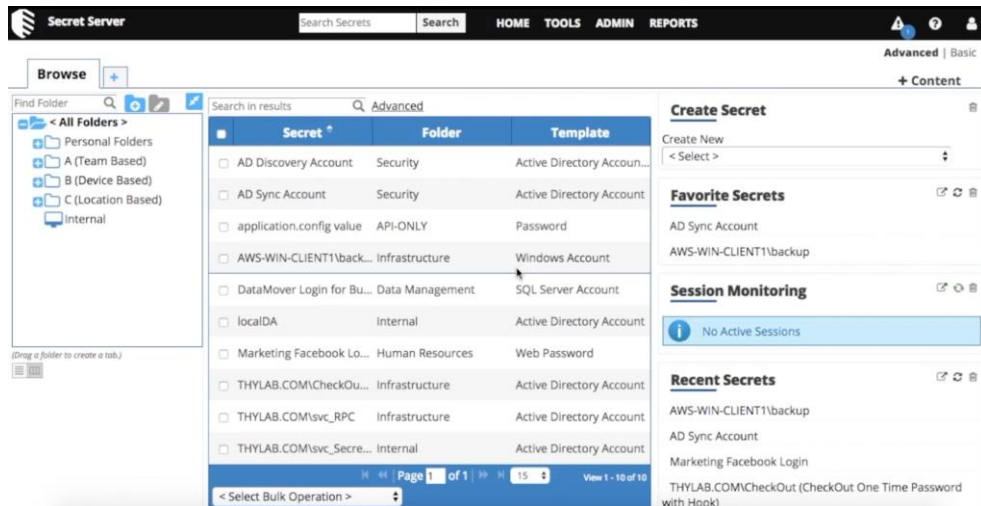 Secret Server
Search Secrets
Search
HOME TOOLS ADMIN REPORTS
Advanced | Basic
Browse
+
+ Content
Find Folder
< All Folders >
Personal Folders
A (Team Based)
B (Device Based)
C (Location Based)
Internal
(Drag a folder to create a tab.)
Search in results
Advanced
Secret Folder Template
AD Discovery Account Security Active Directory Accoun...
AD Sync Account Security Active Directory Account
application.config value API-ONLY Password
AWS-WIN-CLIENT1\back... Infrastructure Windows Account
DataMover Login for Bu... Data Management SQL Server Account
localDA Internal Active Directory Account
Marketing Facebook Lo... Human Resources Web Password
THYLAB.COM\CheckOu... Infrastructure Active Directory Account
THYLAB.COM\svc_RPC Infrastructure Active Directory Account
THYLAB.COM\svc_Secre... Internal Active Directory Account
Page 1 of 1 15 View 1 - 10 of 10
< Select Bulk Operation >
Create Secret
Create New
< Select >
Favorite Secrets
AD Sync Account
AWS-WIN-CLIENT1\backup
Session Monitoring
No Active Sessions
Recent Secrets
AWS-WIN-CLIENT1\backup
AD Sync Account
Marketing Facebook Login
THYLAB.COM\CheckOut (CheckOut One Time Password
with Hook)